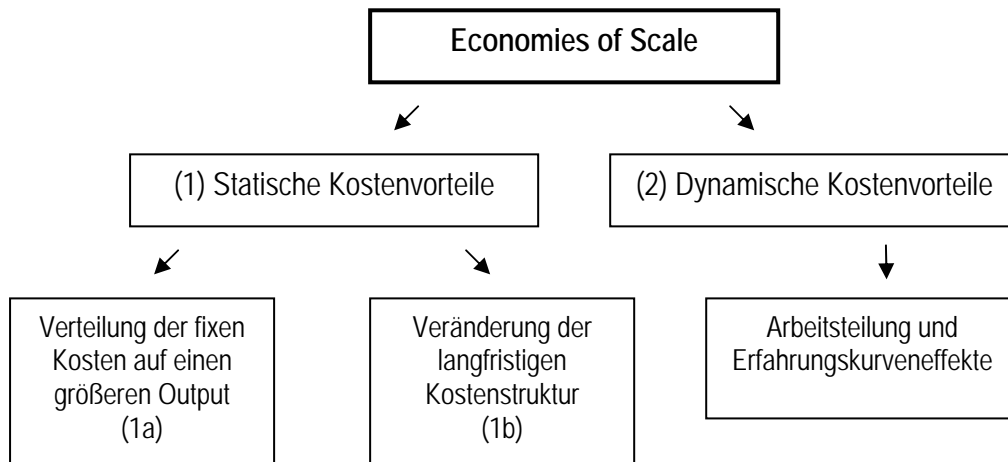 Economies of Scale
(1) Statische Kostenvorteile
(2) Dynamische Kostenvorteile
Verteilung der fixen
Kosten auf einen
größeren Output
(1a)
Veränderung der
langfristigen
Kostenstruktur
(1b)
Arbeitsteilung und
Erfahrungskurveneffekte